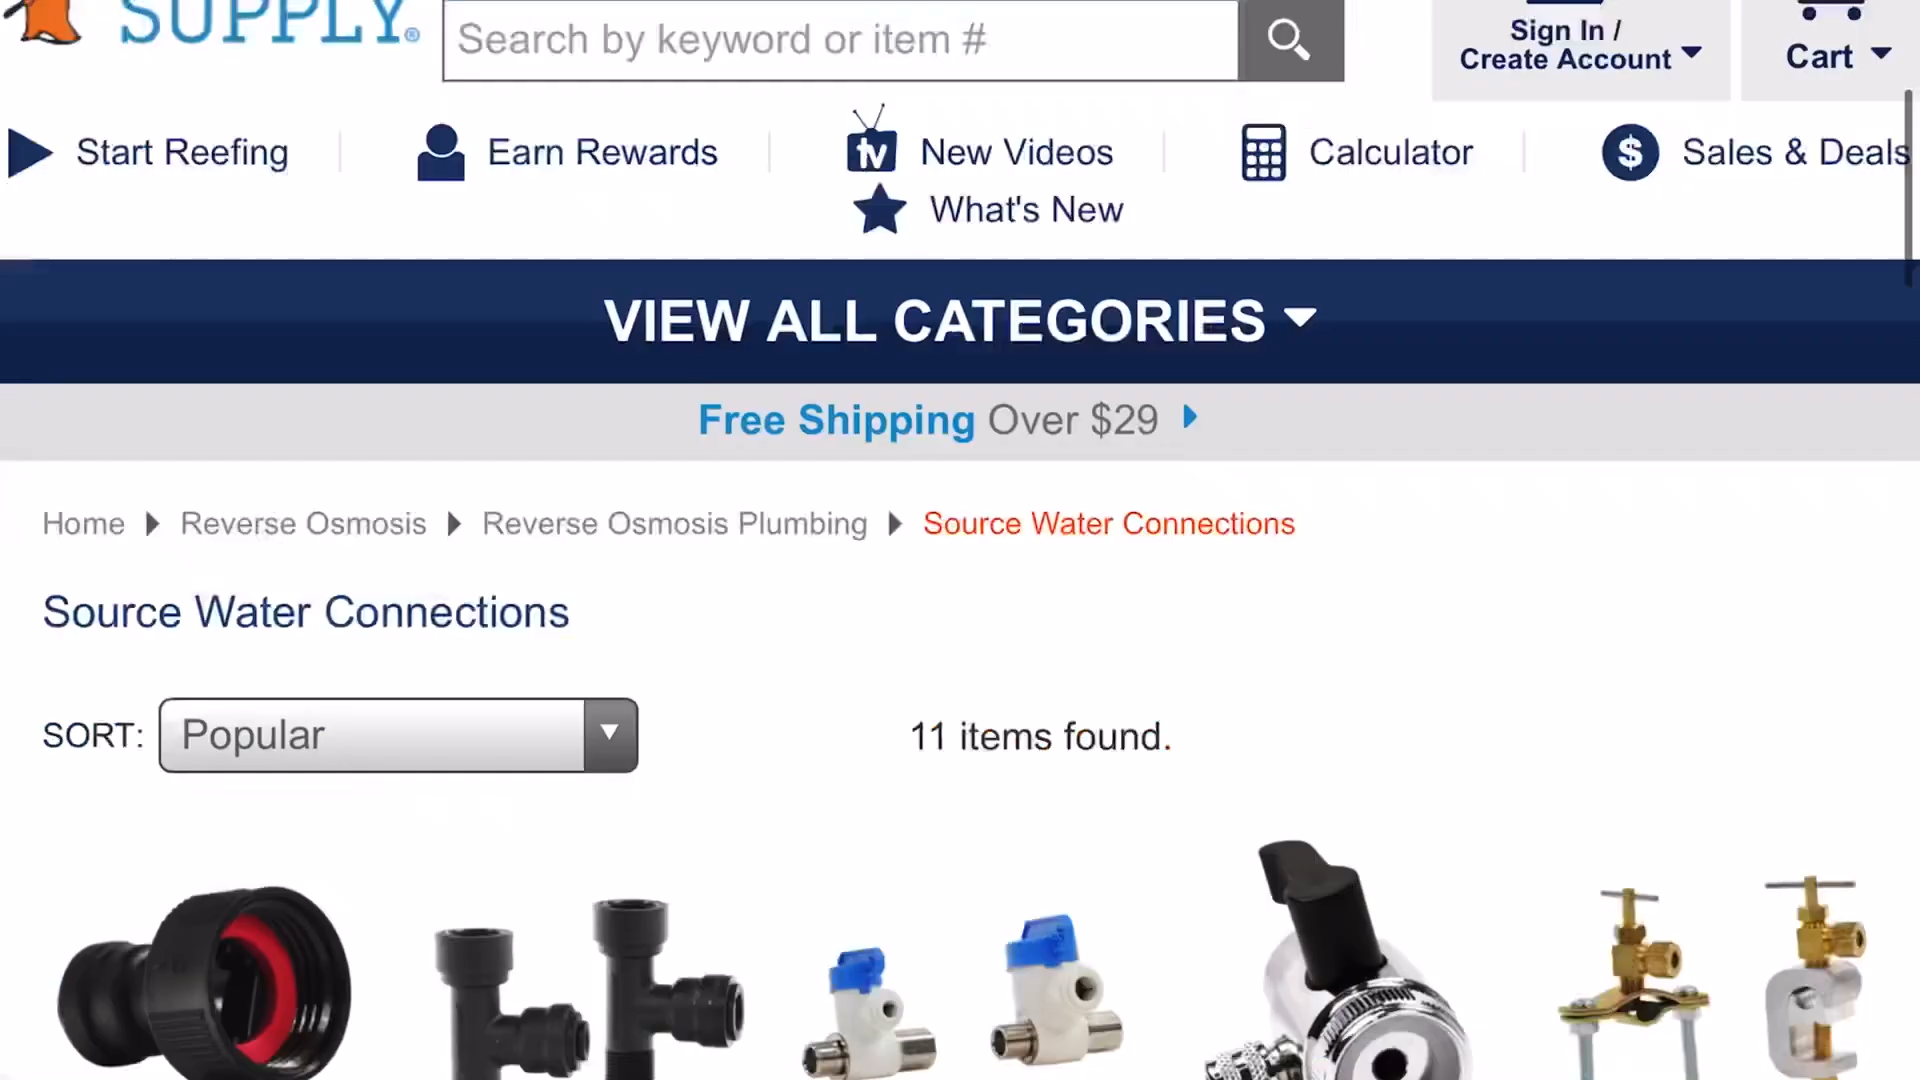 SUPPLY®
Search by keyword or item #
Sign In /
Create Account
Cart
Start Reefing
Earn Rewards
tv
New Videos
Calculator
$
Sales & Deals
What's New
VIEW ALL CATEGORIES
Free Shipping Over $29
Home
Reverse Osmosis
Reverse Osmosis Plumbing
Source Water Connections
Source Water Connections
SORT:
Popular
11 items found.